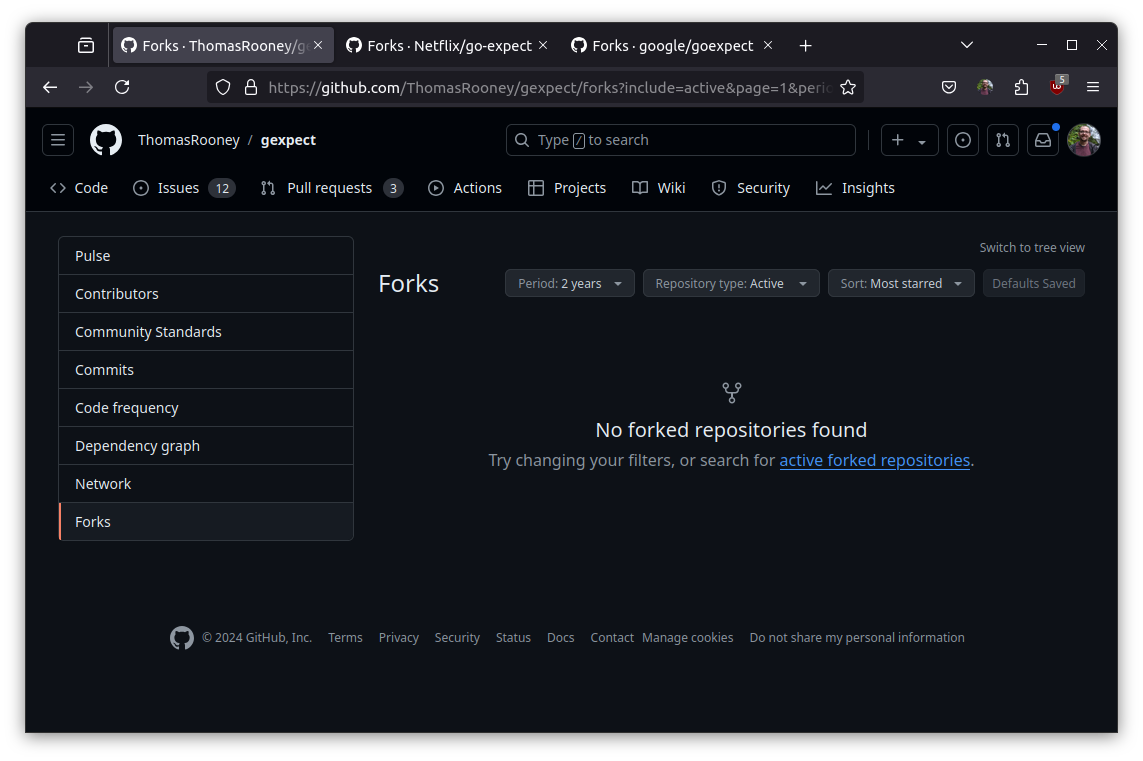 Forks · ThomasRooney/g
Forks · Netflix/go-expect
Forks · google/goexpect
https://github.com/ThomasRooney/gexpect/forks?include=active&page=1&peri
5
ThomasRooney / gexpect
Type / to search
Code
Issues 12
Pull requests 3
Actions
Projects
Wiki
Security
Insights
Pulse
Contributors
Community Standards
Commits
Code frequency
Dependency graph
Network
Forks
Switch to tree view
Forks
Period: 2 years
Repository type: Active
Sort: Most starred
Defaults Saved
No forked repositories found
Try changing your filters, or search for active forked repositories.
© 2024 GitHub, Inc. Terms Privacy Security Status Docs Contact Manage cookies Do not share my personal information